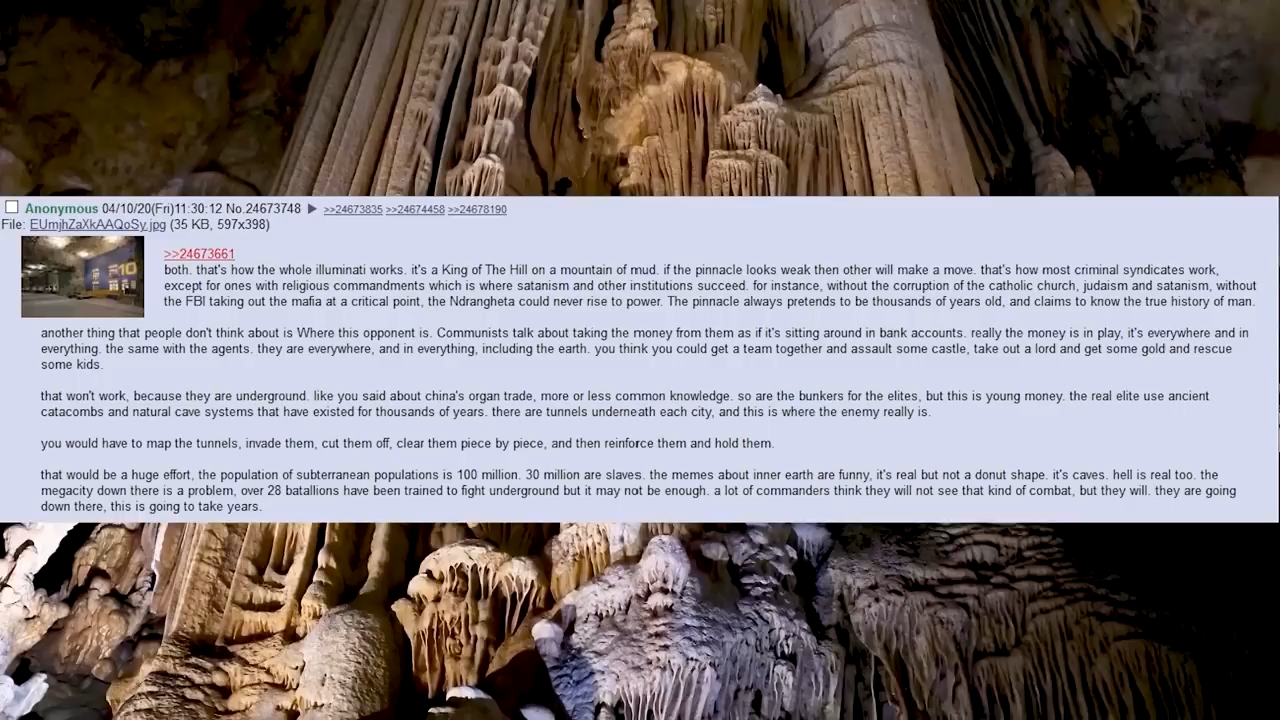 Anonymous 04/10/20(Fri)11:30:12 No.24673748 ▶ >>24673835 >>24674458 >>24678190
File: EUmjhZaXkAAQoSy.jpg (35 KB, 597x398)
>>24673661
both. that's how the whole illuminati works. it's a King of The Hill on a mountain of mud. if the pinnacle looks weak then other will make a move. that's how most criminal syndicates work,
except for ones with religious commandments which is where satanism and other institutions succeed. for instance, without the corruption of the catholic church, judaism and satanism, without
the FBI taking out the mafia at a critical point, the Ndrangheta could never rise to power. The pinnacle always pretends to be thousands of years old, and claims to know the true history of man.
another thing that people don't think about is Where this opponent is. Communists talk about taking the money from them as if it's sitting around in bank accounts. really the money is in play, it's everywhere and in
everything. the same with the agents. they are everywhere, and in everything, including the earth. you think you could get a team together and assault some castle, take out a lord and get some gold and rescue
some kids.
that won't work, because they are underground. like you said about china's organ trade, more or less common knowledge. so are the bunkers for the elites, but this is young money. the real elite use ancient
catacombs and natural cave systems that have existed for thousands of years. there are tunnels underneath each city, and this is where the enemy really is.
you would have to map the tunnels, invade them, cut them off, clear them piece by piece, and then reinforce them and hold them.
that would be a huge effort, the population of subterranean populations is 100 million. 30 million are slaves. the memes about inner earth are funny, it's real but not a donut shape. it's caves. hell is real too. the
megacity down there is a problem, over 28 batallions have been trained to fight underground but it may not be enough. a lot of commanders think they will not see that kind of combat, but they will. they are going
down there, this is going to take years.